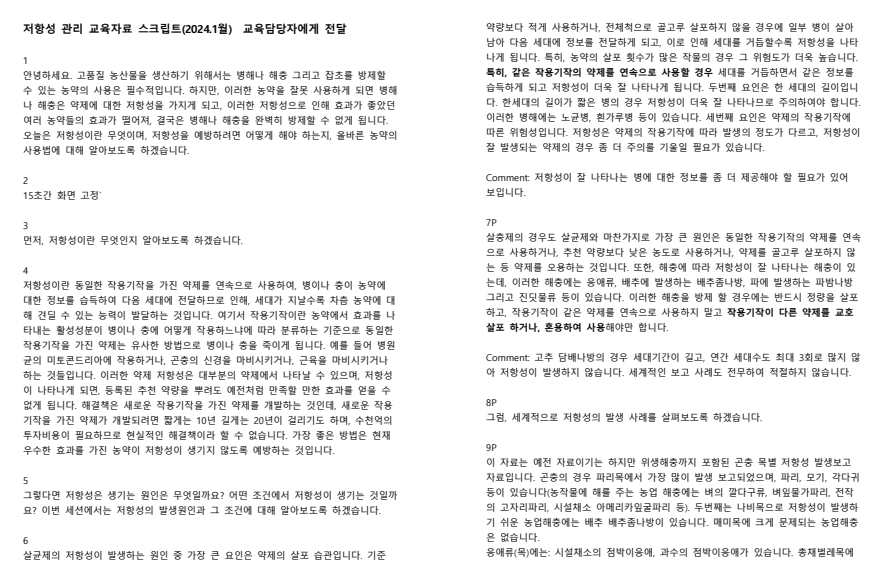 저항성 관리 교육자료 스크립트(2024.1월)   교육담당자에게 전달
1
안녕하세요. 고품질 농산물을 생산하기 위해서는 병해나 해충 그리고 잡초를 방제할
수 있는 농약의 사용은 필수적입니다. 하지만, 이러한 농약을 잘못 사용하게 되면 병해
나 해충은 약제에 대한 저항성을 가지게 되고, 이러한 저항성으로 인해 효과가 좋았던
여러 농약들의 효과가 떨어져, 결국은 병해나 해충을 완벽히 방제할 수 없게 됩니다.
오늘은 저항성이란 무엇이며, 저항성을 예방하려면 어떻게 해야 하는지, 올바른 농약의
사용법에 대해 알아보도록 하겠습니다.
2
15초간 화면 고정`
3
먼저, 저항성이란 무엇인지 알아보도록 하겠습니다.
4
저항성이란 동일한 작용기작을 가진 약제를 연속으로 사용하여, 병이나 충이 농약에
대한 정보를 습득하여 다음 세대에 전달하므로 인해, 세대가 지날수록 차츰 농약에 대
해 견딜 수 있는 능력이 발달하는 것입니다. 여기서 작용기작이란 농약에서 효과를 나
타내는 활성성분이 병이나 충에 어떻게 작용하느냐에 따라 분류하는 기준으로 동일한
작용기작을 가진 약제는 유사한 방법으로 병이나 충을 죽이게 됩니다. 예를 들어 병원
균의 미토콘드리아에 작용하거나, 곤충의 신경을 마비시키거나, 근육을 마비시키거나
하는 것들입니다. 이러한 약제 저항성은 대부분의 약제에서 나타날 수 있으며, 저항성
이 나타나게 되면, 등록된 추천 약량을 뿌려도 예전처럼 만족할 만한 효과를 얻을 수
없게 됩니다. 해결책은 새로운 작용기작을 가진 약제를 개발하는 것인데, 새로운 작용
기작을 가진 약제가 개발되려면 짧게는 10년 길게는 20년이 걸리기도 하며, 수천억의
투자비용이 필요하므로 현실적인 해결책이라 할 수 없습니다. 가장 좋은 방법은 현재
우수한 효과를 가진 농약이 저항성이 생기지 않도록 예방하는 것입니다.
5
그렇다면 저항성은 생기는 원인은 무엇일까요? 어떤 조건에서 저항성이 생기는 것일까
요? 이번 세션에서는 저항성의 발생원인과 그 조건에 대해 알아보도록 하겠습니다.
6
살균제의 저항성이 발생하는 원인 중 가장 큰 요인은 약제의 살포 습관입니다. 기준
약량보다 적게 사용하거나, 전체척으로 골고루 살포하지 않을 경우에 일부 병이 살아
남아 다음 세대에 정보를 전달하게 되고, 이로 인해 세대를 거듭할수록 저항성을 나타
나게 됩니다. 특히, 농약의 살포 횟수가 많은 작물의 경우 그 위험도가 더욱 높습니다.
특히, 같은 작용기작의 약제를 연속으로 사용할 경우 세대를 거듭하면서 같은 정보를
습득하게 되고 저항성이 더욱 잘 나타나게 됩니다. 두번째 요인은 한 세대의 길이입니
다. 한세대의 길이가 짧은 병의 경우 저항성이 더욱 잘 나타나므로 주의하여야 합니다.
이러한 병해에는 노균병, 흰가루병 등이 있습니다. 세번째 요인은 약제의 작용기작에
따른 위험성입니다. 저항성은 약제의 작용기작에 따라 발생의 정도가 다르고, 저항성이
잘 발생되는 약제의 경우 좀 더 주의를 기울일 필요가 있습니다.
Comment: 저항성이 잘 나타나는 병에 대한 정보를 좀 더 제공해야 할 필요가 있어
보입니다.
7P
살충제의 경우도 살균제와 마찬가지로 가장 큰 원인은 동일한 작용기작의 약제를 연속
으로 사용하거나, 추천 약량보다 낮은 농도로 사용하거나, 약제를 골고루 살포하지 않
는 등 약제를 오용하는 것입니다. 또한, 해충에 따라 저항성이 잘 나타나는 해충이 있
는데, 이러한 해충에는 응애류, 배추에 발생하는 배추좀나방, 파에 발생하는 파밤나방
그리고 진딧물류 등이 있습니다. 이러한 해충을 방제 할 경우에는 반드시 정량을 살포
하고, 작용기작이 같은 약제를 연속으로 사용하지 말고 작용기작이 다른 약제를 교호
살포 하거나, 혼용하여 사용해야만 합니다.
Comment: 고추 담배나방의 경우 세대기간이 길고, 연간 세대수도 최대 3회로 많지 않
아 저항성이 발생하지 않습니다. 세계적인 보고 사례도 전무하여 적절하지 않습니다.
8P
그럼, 세계적으로 저항성의 발생 사례를 살펴보도록 하겠습니다.
9P
이 자료는 예전 자료이기는 하지만 위생해충까지 포함된 곤충 목별 저항성 발생보고
자료입니다. 곤충의 경우 파리목에서 가장 많이 발생 보고되었으며, 파리, 모기, 각다귀
등이 있습니다(농작물에 해를 주는 농업 해충에는 벼의 깔다구류, 벼잎물가파리, 전작
의 고자리파리, 시설채소 아메리카잎굴파리 등). 두번째는 나비목으로 저항성이 발생하
기 쉬운 농업해충에는 배추 배추좀나방이 있습니다. 매미목에 크게 문제되는 농업해충
은 없습니다.
응애류(목)에는: 시설채소의 점박이응애, 과수의 점박이응애가 있습니다. 총채벌레목에